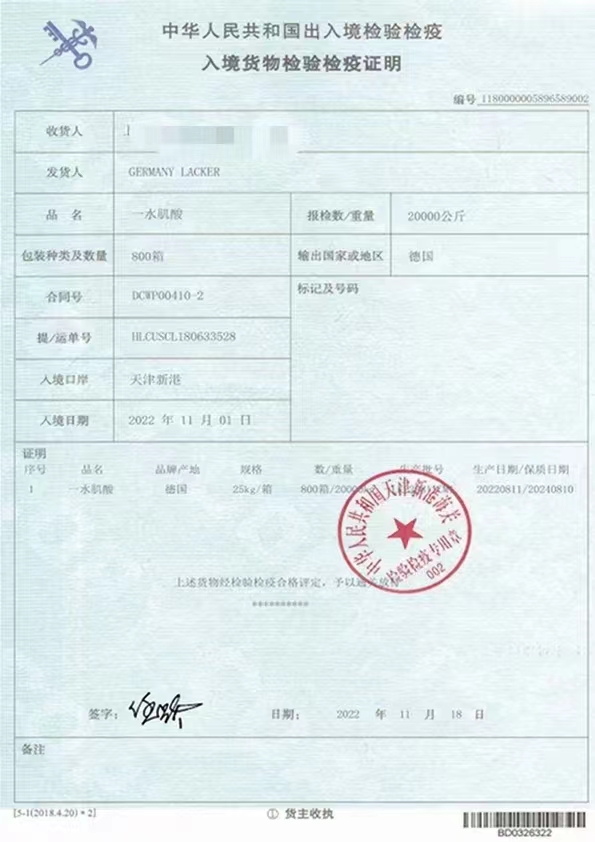 中华人民共和国出入境检验检疫
入境货物检验检疫证明
编号 1180000005896589002
收货人
发货人 GERMANY LACKER
品 名 一水肌酸 报检数/重量 20000公斤
包装种类及数量 800箱 输出国家或地区 德国
合同号 DCWP00410-2 标记及号码
提/运单号 HLCUSCL180633528
入境口岸 天津新港
入境日期 2022 年 11 月 01 日
证明
序号 品名 品牌产地 规格 数/重量 生产批号 生产日期/保质日期
1 一水肌酸 德国 25kg/箱 800箱/20000 20220811/20240810
中华人民共和国天津新港海关
检验检疫专用章
002
上述货物经检验检疫合格评定，予以通关放行
**********
签字： 日期： 2022 年 11 月 18 日
备注
[5-1(2018.4.20)*2] ① 货主收执
BD0326322